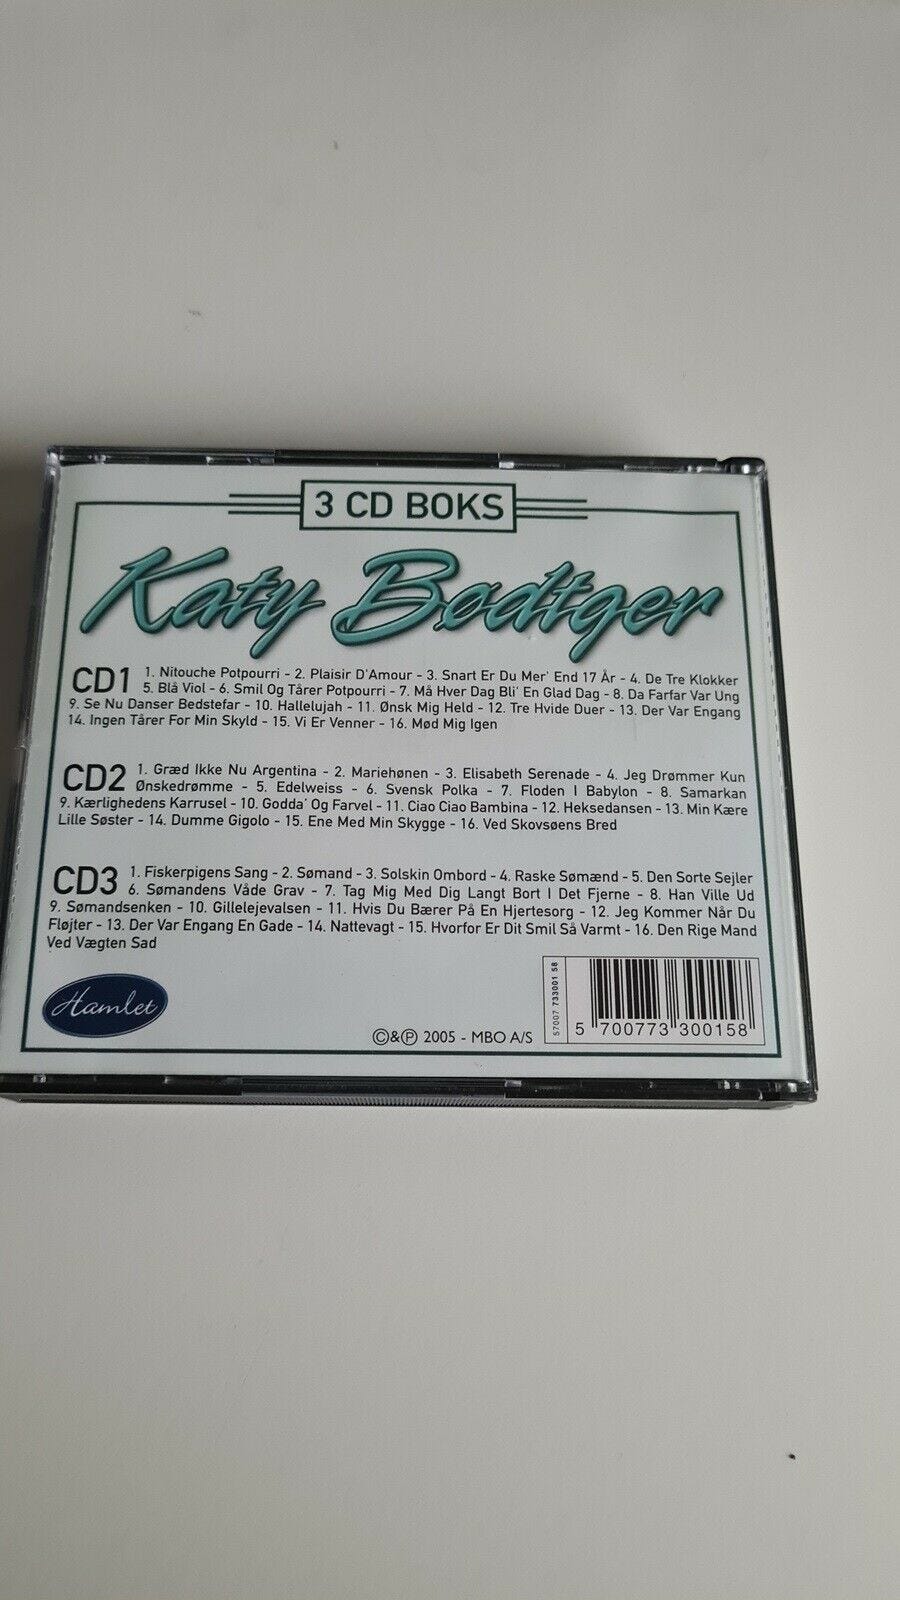 3 CD BOKS
Katy Bødtger
CD1 1. Nitouche Potpourri - 2. Plaisir D'Amour - 3. Snart Er Du Mer' End 17 År - 4. De Tre Klokker
5. Blå Viol - 6. Smil Og Tårer Potpourri - 7. Må Hver Dag Bli' En Glad Dag - 8. Da Farfar Var Ung
9. Se Nu Danser Bedstefar - 10. Hallelujah - 11. Ønsk Mig Held - 12. Tre Hvide Duer - 13. Der Var Engang
14. Ingen Tårer For Min Skyld - 15. Vi Er Venner - 16. Mød Mig Igen
CD2 1. Græd Ikke Nu Argentina - 2. Mariehønen - 3. Elisabeth Serenade - 4. Jeg Drømmer Kun
Ønskedrømme - 5. Edelweiss - 6. Svensk Polka - 7. Floden I Babylon - 8. Samarkan
9. Kærlighedens Karrusel - 10. Godda' Og Farvel - 11. Ciao Ciao Bambina - 12. Heksedansen - 13. Min Kære
Lille Søster - 14. Dumme Gigolo - 15. Ene Med Min Skygge - 16. Ved Skovsøens Bred
CD3 1. Fiskerpigens Sang - 2. Sømand - 3. Solskin Ombord - 4. Raske Sømænd - 5. Den Sorte Sejler
6. Sømandens Våde Grav - 7. Tag Mig Med Dig Langt Bort I Det Fjerne - 8. Han Ville Ud
9. Sømandsenken - 10. Gillelejevalsen - 11. Hvis Du Bærer På En Hjertesorg - 12. Jeg Kommer Når Du
Fløjter - 13. Der Var Engang En Gade - 14. Nattevagt - 15. Hvorfor Er Dit Smil Så Varmt - 16. Den Rige Mand
Ved Vægten Sad
Hamlet
©&℗ 2005 - MBO A/S
57007 733001 58
5 700773 300158